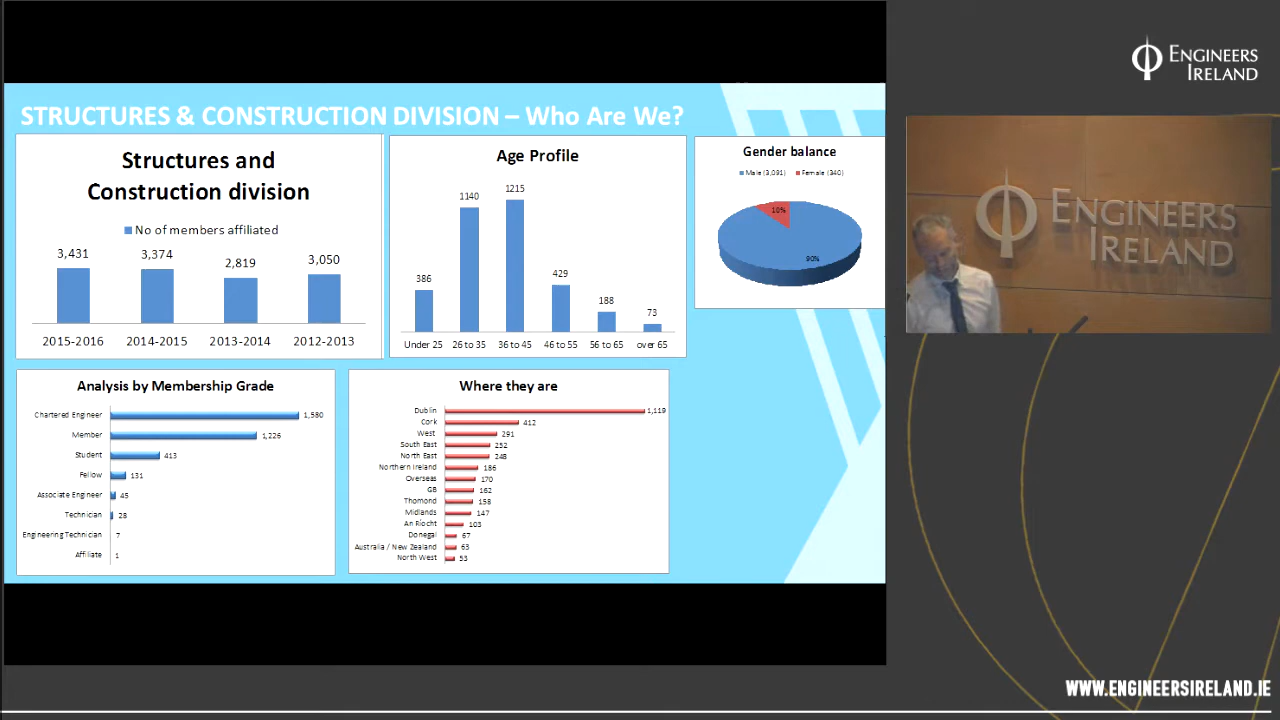 STRUCTURES & CONSTRUCTION DIVISION – Who Are We?
Structures and
Construction division
No of members affiliated
3,431
3,374
2,819
3,050
2015-2016
2014-2015
2013-2014
2012-2013
Age Profile
386
1140
1215
429
188
73
Under 25
26 to 35
36 to 45
46 to 55
56 to 65
over 65
Gender balance
Male (3,091)
Female (340)
10%
90%
Analysis by Membership Grade
Chartered Engineer 1,580
Member 1,226
Student 413
Fellow 131
Associate Engineer 45
Technician 28
Engineering Technician 7
Affiliate 1
Where they are
Dublin 1,119
Cork 412
West 291
South East 252
North East 248
Northern Ireland 186
Overseas 170
GB 162
Thomond 158
Midlands 147
An Ríocht 103
Donegal 67
Australia / New Zealand 63
North West 53
ENGINEERS
IRELAND
ENGINEERS
IRELAND
WWW.ENGINEERSIRELAND.IE